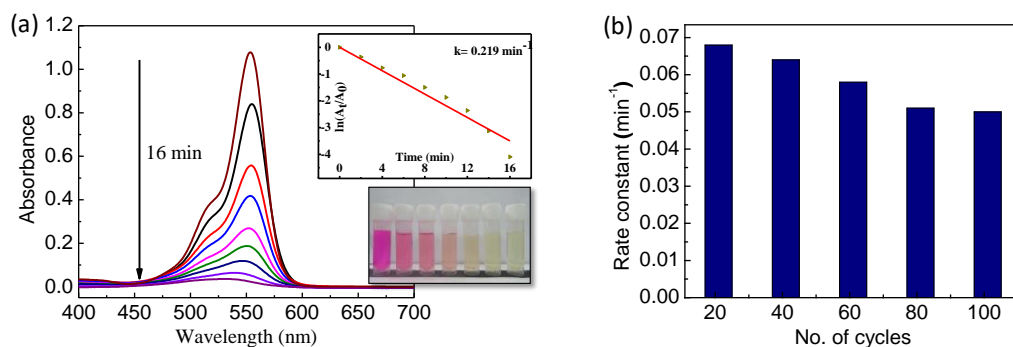 (a)
1.2
1.0
0.8
0.6
0.4
0.2
0.0
Absorbance
400 450 500 550 600 650 700
Wavelength (nm)
16 min
k= 0.219 min-1
0
-1
-2
-3
-4
ln(At/A0)
Time (min)
0 4 8 12 16
(b)
0.07
0.06
0.05
0.04
0.03
0.02
0.01
0.00
Rate constant (min-1)
20 40 60 80 100
No. of cycles